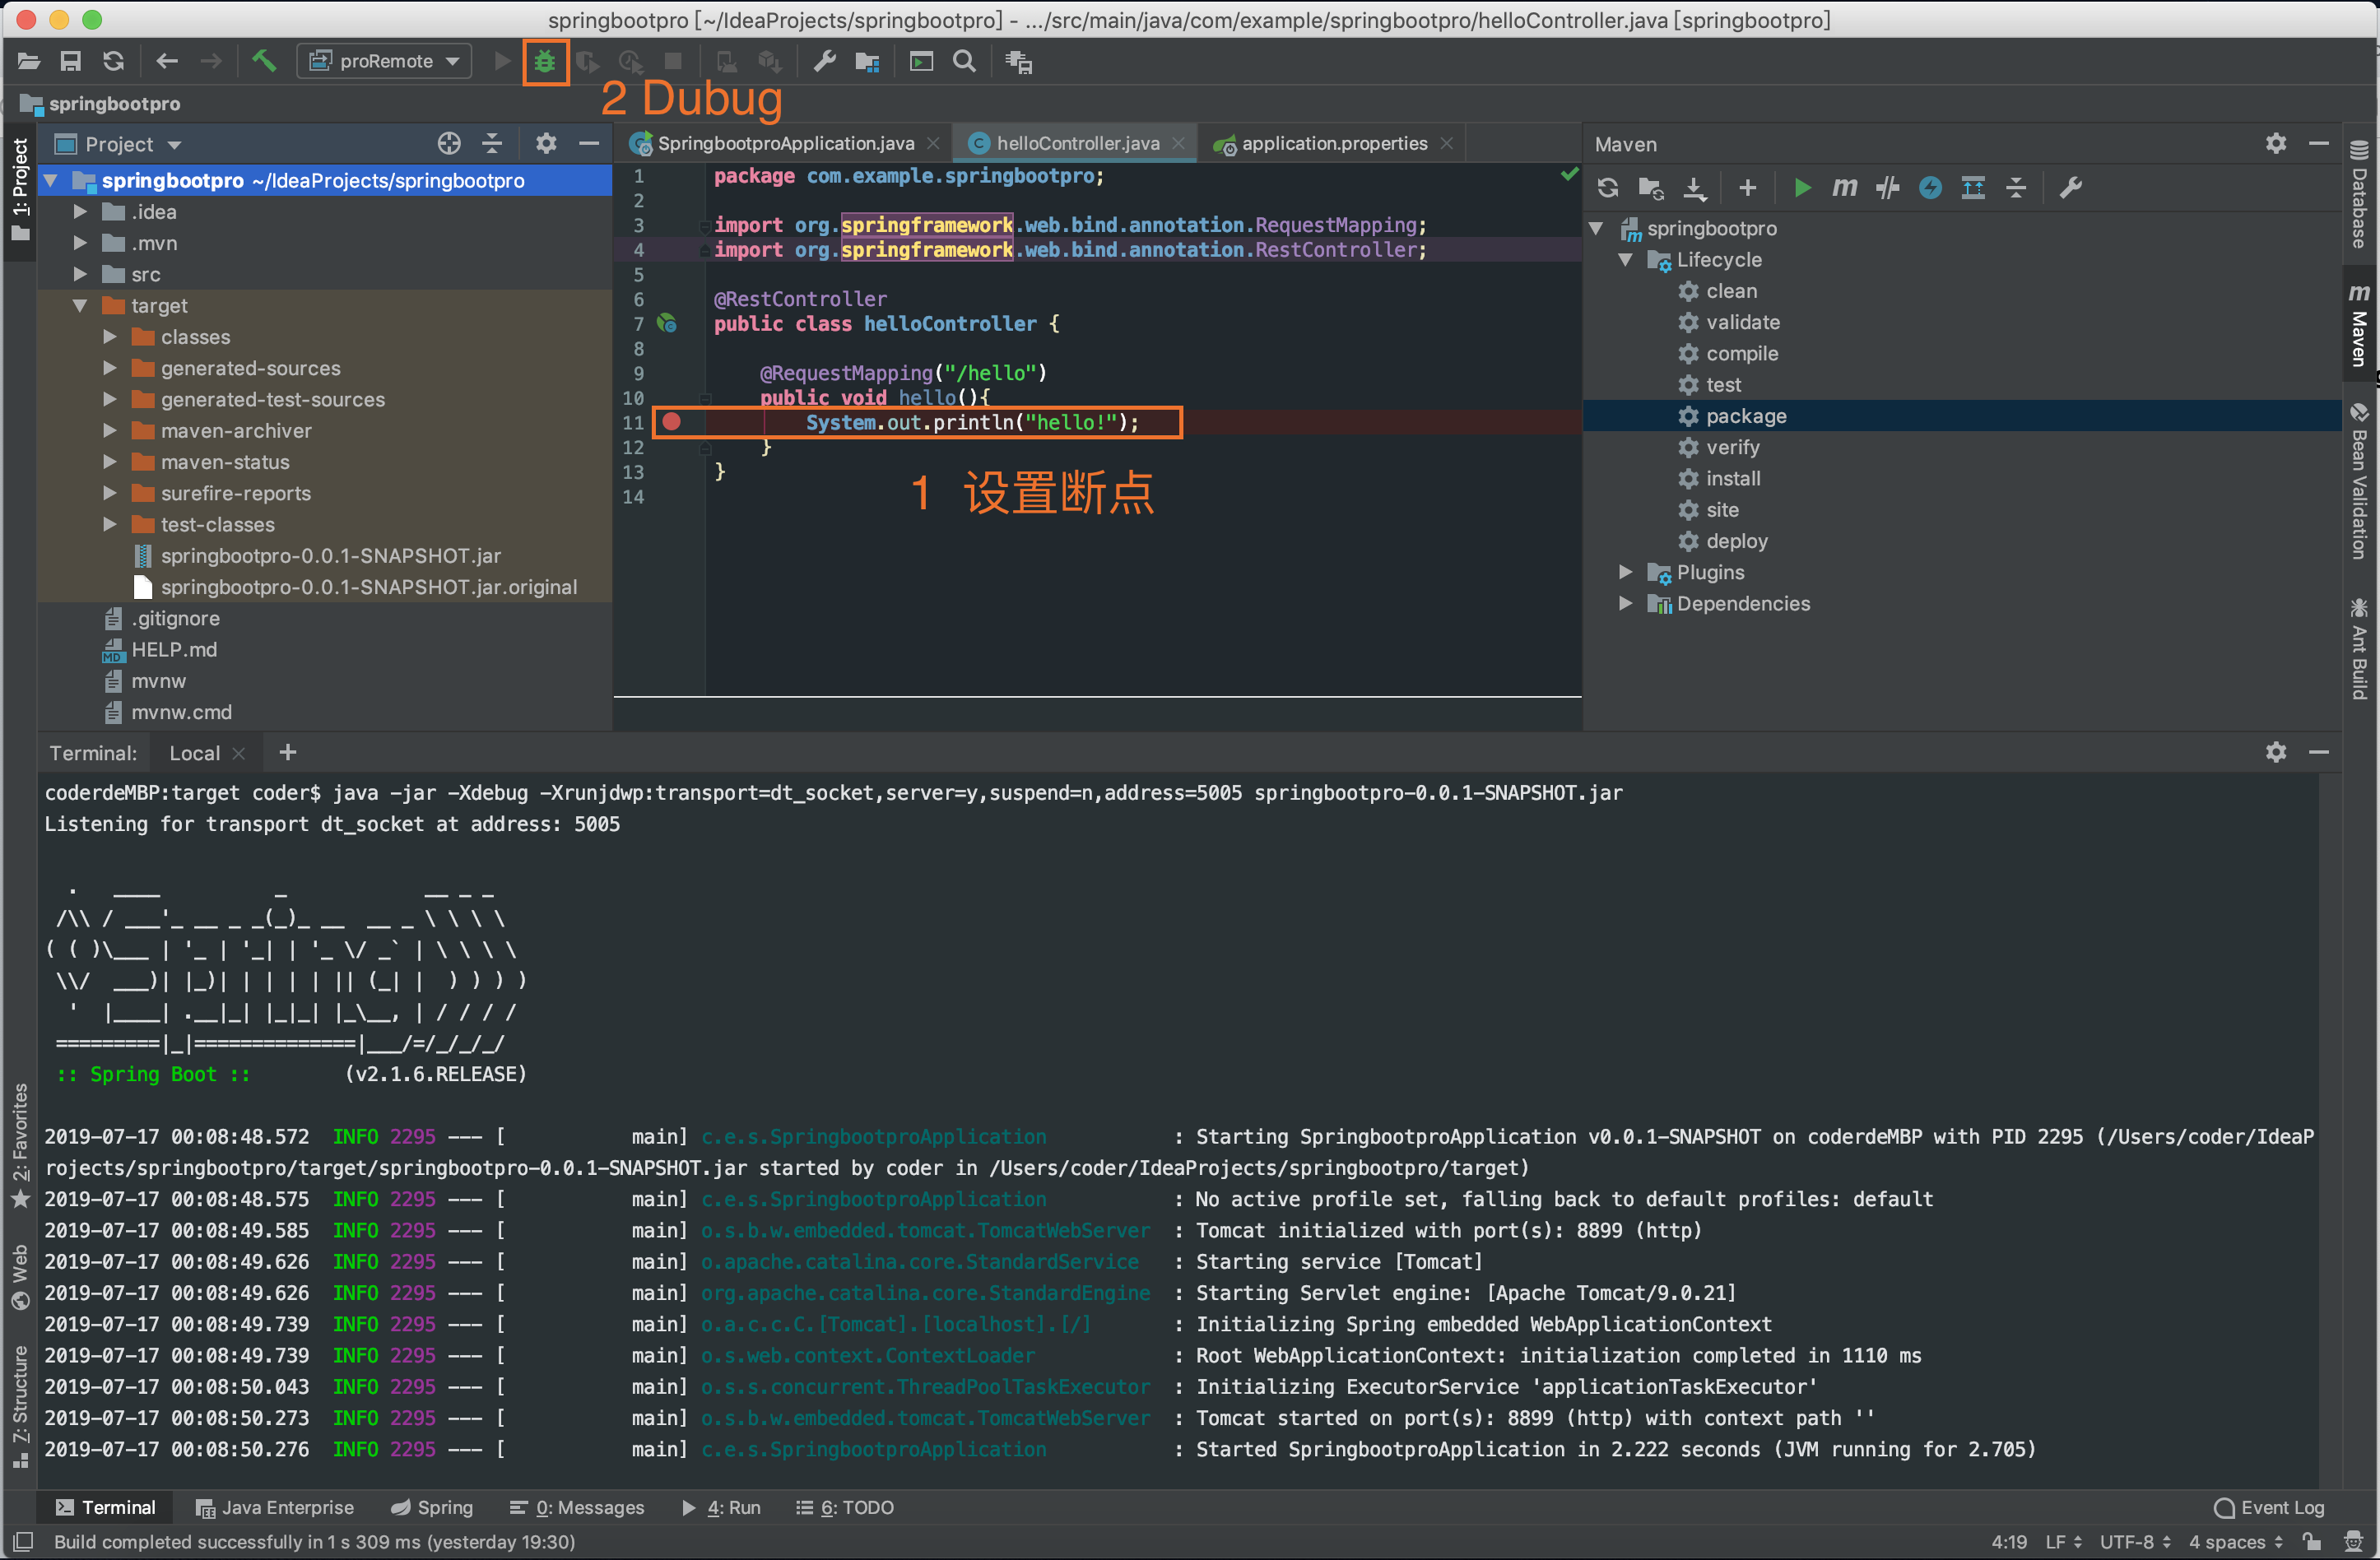 springbootpro [~/IdeaProjects/springbootpro] - .../src/main/java/com/example/springbootpro/helloController.java [springbootpro]
proRemote
2 Dubug
springbootpro
1: Project
Project
springbootpro ~/IdeaProjects/springbootpro
.idea
.mvn
src
target
classes
generated-sources
generated-test-sources
maven-archiver
maven-status
surefire-reports
test-classes
springbootpro-0.0.1-SNAPSHOT.jar
springbootpro-0.0.1-SNAPSHOT.jar.original
.gitignore
HELP.md
mvnw
mvnw.cmd
SpringbootproApplication.java
helloController.java
application.properties
1 package com.example.springbootpro;
2
3 import org.springframework.web.bind.annotation.RequestMapping;
4 import org.springframework.web.bind.annotation.RestController;
5
6 @RestController
7 public class helloController {
8
9 @RequestMapping("/hello")
10 public void hello(){
11 System.out.println("hello!");
12 }
13 }
14
1 设置断点
Maven
springbootpro
Lifecycle
clean
validate
compile
test
package
verify
install
site
deploy
Plugins
Dependencies
Database
Maven
Bean Validation
Ant Build
Terminal:
Local
coderdeMBP:target coder$ java -jar -Xdebug -Xrunjdwp:transport=dt_socket,server=y,suspend=n,address=5005 springbootpro-0.0.1-SNAPSHOT.jar
Listening for transport dt_socket at address: 5005
  .   ____          _            __ _ _
 /\\ / ___'_ __ _ _(_)_ __  __ _ \ \ \ \
( ( )\___ | '_ | '_| | '_ \/ _` | \ \ \ \
 \\/  ___)| |_)| | | | | || (_| |  ) ) ) )
  '  |____| .__|_| |_|_| |_\__, | / / / /
 =========|_|==============|___/=/_/_/_/
:: Spring Boot ::        (v2.1.6.RELEASE)
2019-07-17 00:08:48.572 INFO 2295 --- [ main] c.e.s.SpringbootproApplication : Starting SpringbootproApplication v0.0.1-SNAPSHOT on coderdeMBP with PID 2295 (/Users/coder/IdeaP
rojects/springbootpro/target/springbootpro-0.0.1-SNAPSHOT.jar started by coder in /Users/coder/IdeaProjects/springbootpro/target)
2019-07-17 00:08:48.575 INFO 2295 --- [ main] c.e.s.SpringbootproApplication : No active profile set, falling back to default profiles: default
2019-07-17 00:08:49.585 INFO 2295 --- [ main] o.s.b.w.embedded.tomcat.TomcatWebServer : Tomcat initialized with port(s): 8899 (http)
2019-07-17 00:08:49.626 INFO 2295 --- [ main] o.apache.catalina.core.StandardService : Starting service [Tomcat]
2019-07-17 00:08:49.626 INFO 2295 --- [ main] org.apache.catalina.core.StandardEngine : Starting Servlet engine: [Apache Tomcat/9.0.21]
2019-07-17 00:08:49.739 INFO 2295 --- [ main] o.a.c.c.C.[Tomcat].[localhost].[/] : Initializing Spring embedded WebApplicationContext
2019-07-17 00:08:49.739 INFO 2295 --- [ main] o.s.web.context.ContextLoader : Root WebApplicationContext: initialization completed in 1110 ms
2019-07-17 00:08:50.043 INFO 2295 --- [ main] o.s.s.concurrent.ThreadPoolTaskExecutor : Initializing ExecutorService 'applicationTaskExecutor'
2019-07-17 00:08:50.273 INFO 2295 --- [ main] o.s.b.w.embedded.tomcat.TomcatWebServer : Tomcat started on port(s): 8899 (http) with context path ''
2019-07-17 00:08:50.276 INFO 2295 --- [ main] c.e.s.SpringbootproApplication : Started SpringbootproApplication in 2.222 seconds (JVM running for 2.705)
2: Favorites
Web
7: Structure
Terminal
Java Enterprise
Spring
0: Messages
4: Run
6: TODO
Event Log
Build completed successfully in 1 s 309 ms (yesterday 19:30)
4:19 LF UTF-8 4 spaces